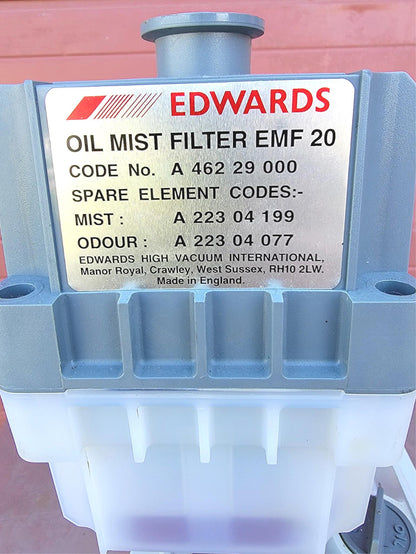 EDWARDS
OIL MIST FILTER EMF 20
CODE No. A 462 29 000
SPARE ELEMENT CODES:-
MIST : A 223 04 199
ODOUR : A 223 04 077
EDWARDS HIGH VACUUM INTERNATIONAL,
Manor Royal, Crawley, West Sussex, RH10 2LW.
Made in England.